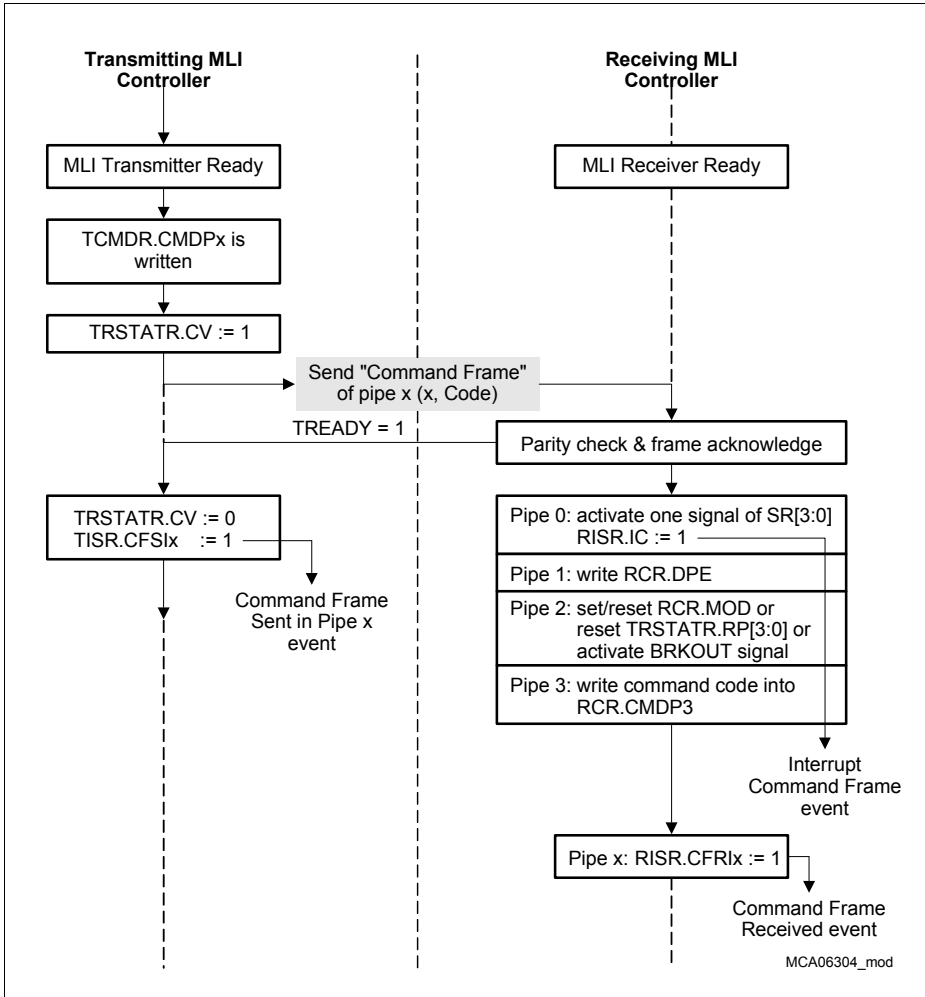 Transmitting MLI
Controller
Receiving MLI
Controller
MLI Transmitter Ready
MLI Receiver Ready
TCMDR.CMDPx is
written
TRSTATR.CV := 1
Send "Command Frame"
of pipe x (x, Code)
TREADY = 1
Parity check & frame acknowledge
TRSTATR.CV := 0
TISR.CFSIx := 1
Command Frame
Sent in Pipe x
event
Pipe 0: activate one signal of SR[3:0]
RISR.IC := 1
Pipe 1: write RCR.DPE
Pipe 2: set/reset RCR.MOD or
reset TRSTATR.RP[3:0] or
activate BRKOUT signal
Pipe 3: write command code into
RCR.CMDP3
Interrupt
Command Frame
event
Pipe x: RISR.CFRIx := 1
Command Frame
Received event
MCA06304_mod